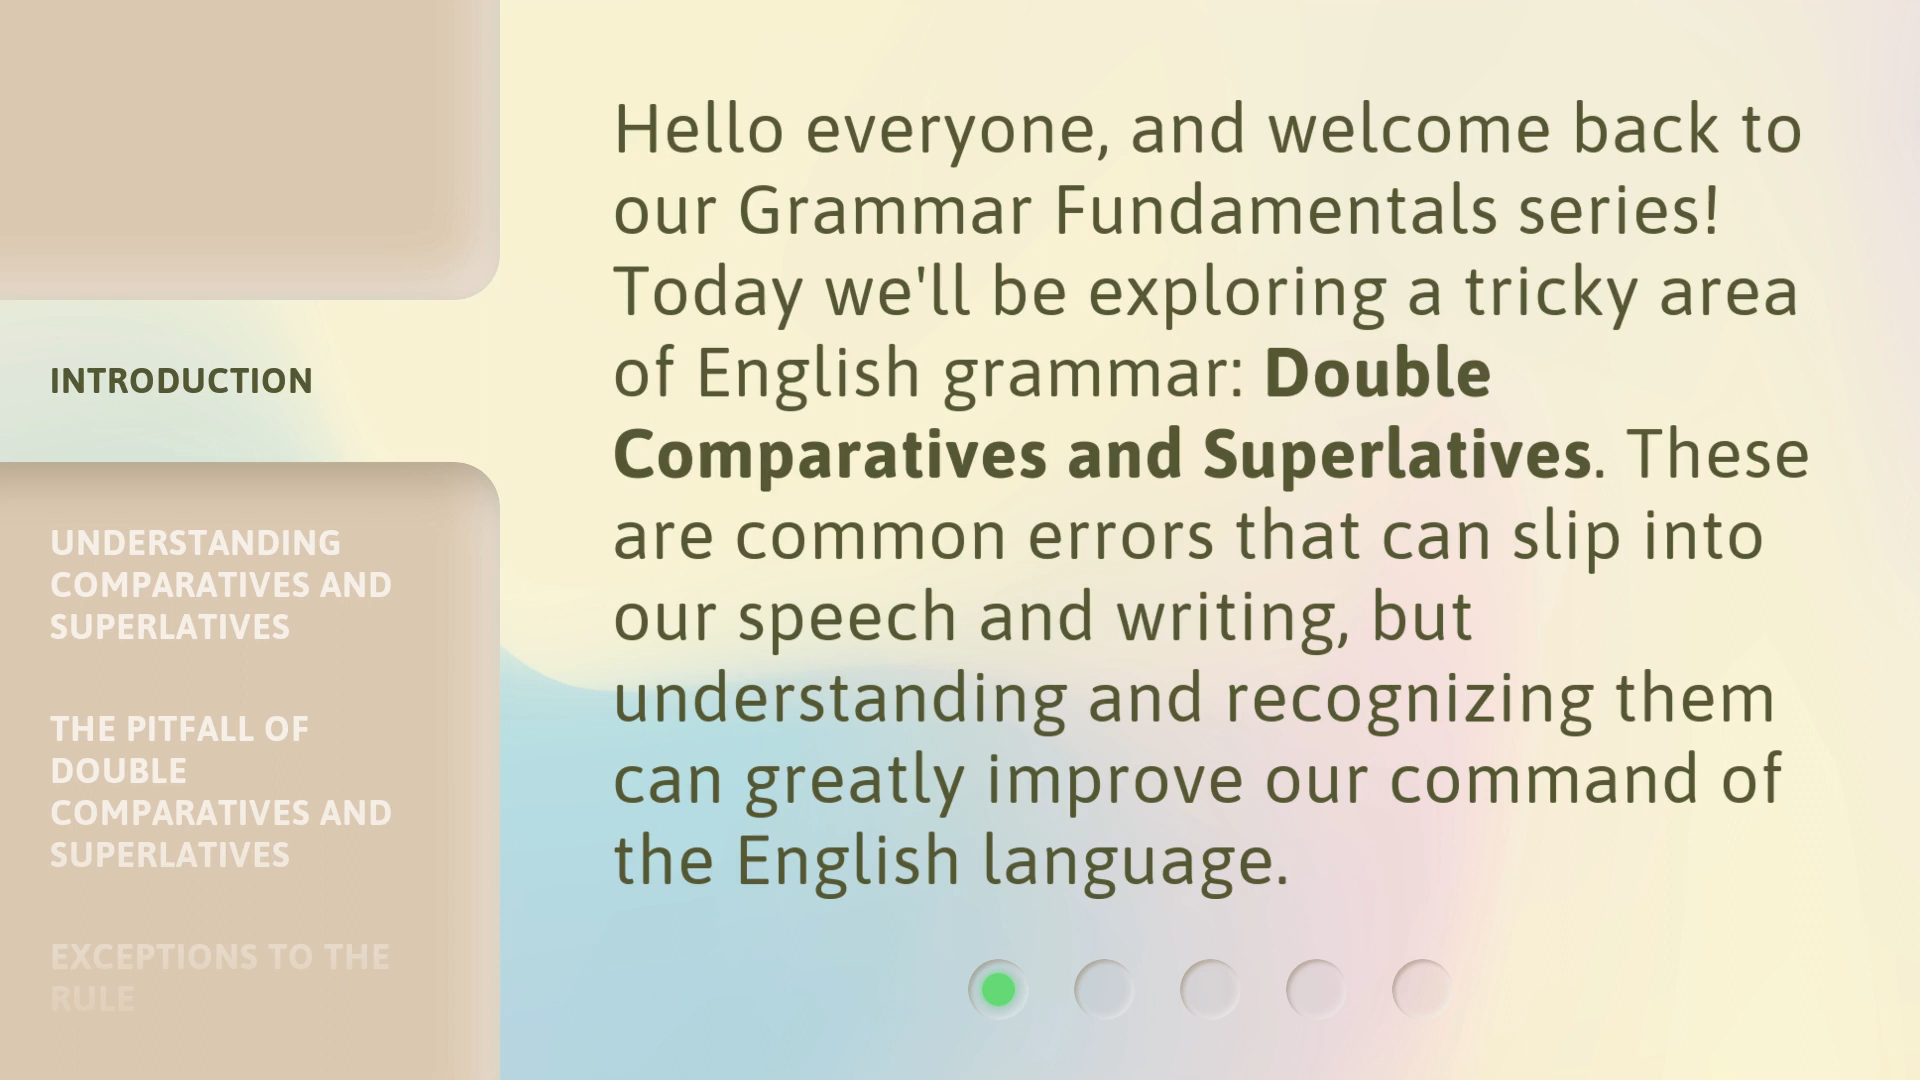 INTRODUCTION
UNDERSTANDING
COMPARATIVES AND
SUPERLATIVES
THE PITFALL OF
DOUBLE
COMPARATIVES AND
SUPERLATIVES
EXCEPTIONS TO THE
RULE
Hello everyone, and welcome back to
our Grammar Fundamentals series!
Today we'll be exploring a tricky area
of English grammar: Double
Comparatives and Superlatives. These
are common errors that can slip into
our speech and writing, but
understanding and recognizing them
can greatly improve our command of
the English language.